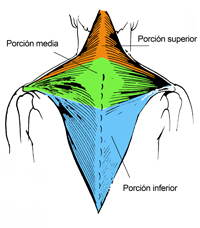 Porción media
Porción superior
Porción inferior